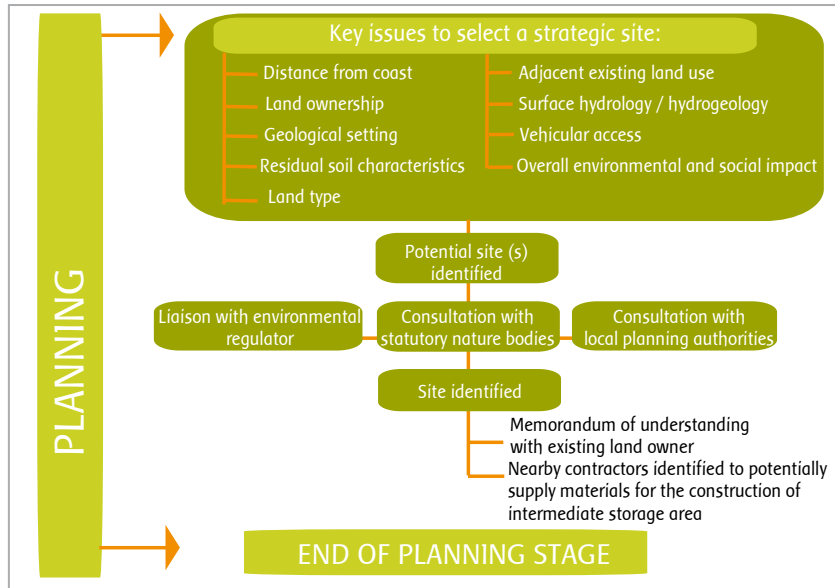 PLANNING
Key issues to select a strategic site:
Distance from coast
Land ownership
Geological setting
Residual soil characteristics
Land type
Adjacent existing land use
Surface hydrology / hydrogeology
Vehicular access
Overall environmental and social impact
Potential site (s)
identified
Liaison with environmental
regulator
Consultation with
statutory nature bodies
Consultation with
local planning authorities
Site identified
Memorandum of understanding
with existing land owner
Nearby contractors identified to potentially
supply materials for the construction of
intermediate storage area
END OF PLANNING STAGE